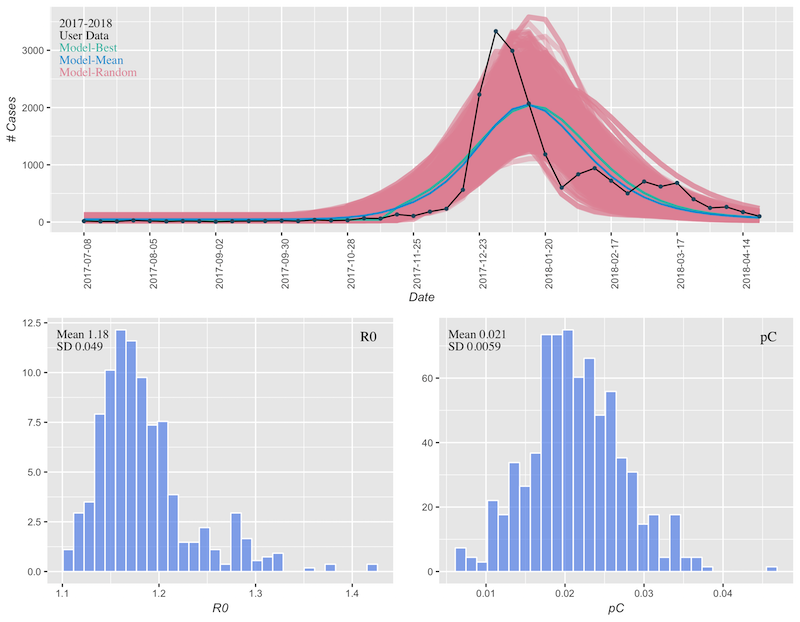 2017-2018
User Data
Model-Best
Model-Mean
Model-Random
# Cases
3000
2000
1000
0
2017-07-08
2017-08-05
2017-09-02
2017-09-30
2017-10-28
2017-11-25
2017-12-23
2018-01-20
2018-02-17
2018-03-17
2018-04-14
Date
Mean 1.18
SD 0.049
R0
12.5
10.0
7.5
5.0
2.5
0.0
1.1 1.2 1.3 1.4
R0
Mean 0.021
SD 0.0059
pC
60
40
20
0
0.01 0.02 0.03 0.04
pC